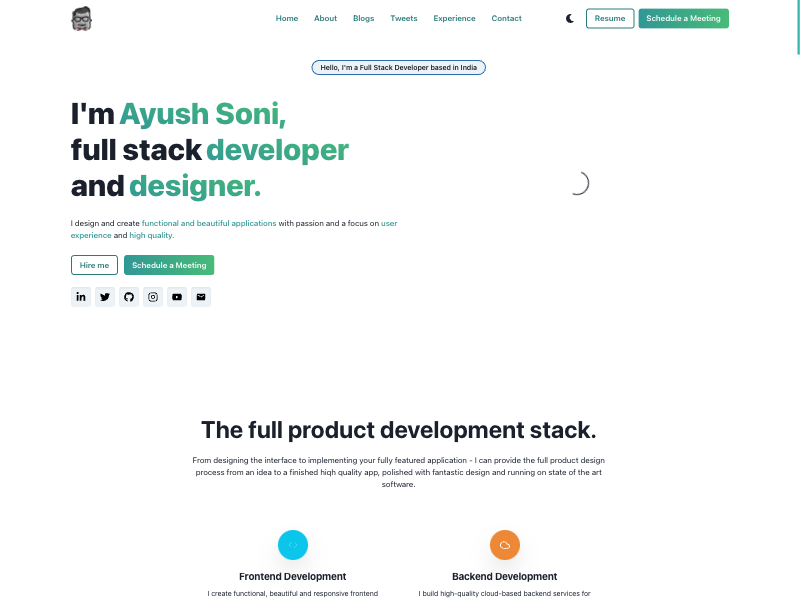 Home About Blogs Tweets Experience Contact Resume Schedule a Meeting
Hello, I'm a Full Stack Developer based in India
I'm Ayush Soni,
full stack developer
and designer.
I design and create functional and beautiful applications with passion and a focus on user
experience and high quality.
Hire me Schedule a Meeting
in
The full product development stack.
From designing the interface to implementing your fully featured application - I can provide the full product design
process from an idea to a finished hiqh quality app, polished with fantastic design and running on state of the art
software.
Frontend Development Backend Development
I create functional, beautiful and responsive frontend I build high-quality cloud-based backend services for